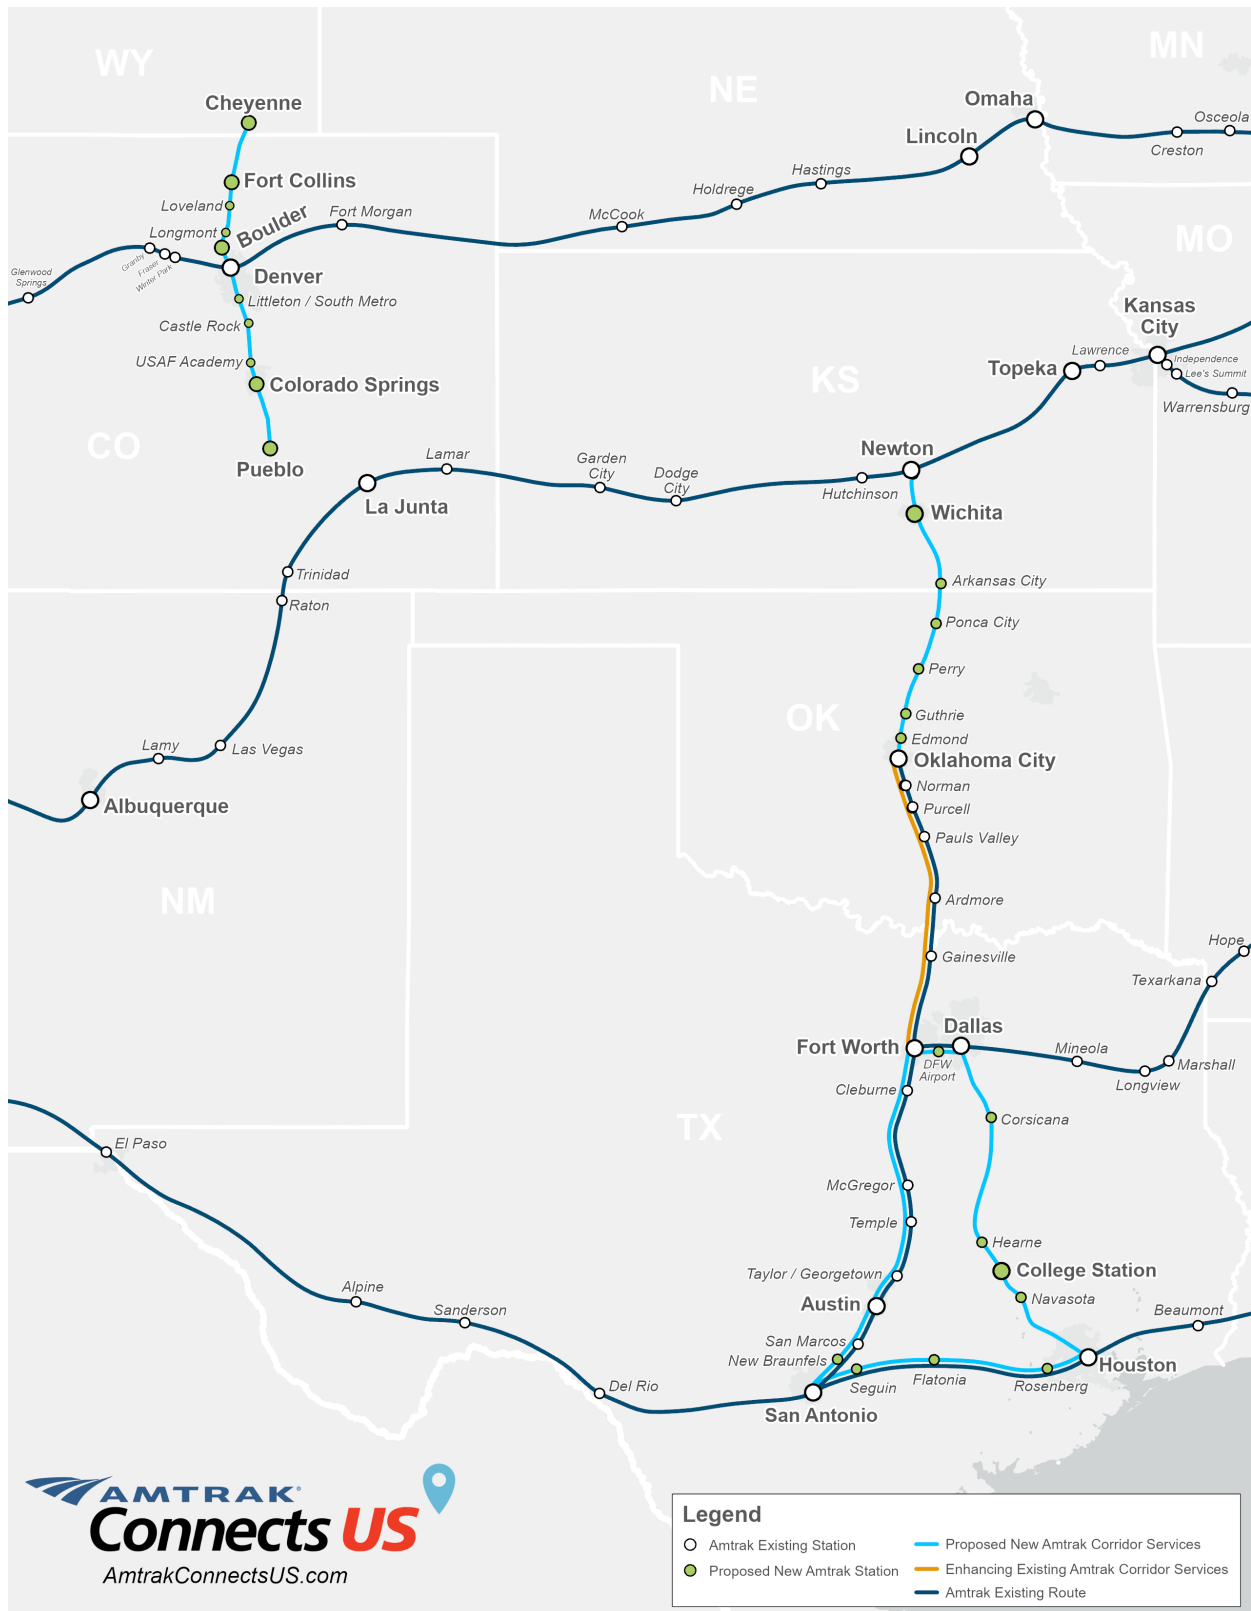 WY
NE
MN
Cheyenne
Omaha
Osceola
Lincoln
Creston
Fort Collins
Hastings
Loveland
Holdrege
Boulder
Fort Morgan
McCook
Longmont
MO
Granby
Fraser
Winter Park
Glenwood
Springs
Denver
Littleton / South Metro
Castle Rock
Kansas
City
USAF Academy
Lawrence
Independence
Topeka
Lee's Summit
Colorado Springs
KS
Warrensburg
CO
Pueblo
Lamar
Newton
Garden
City
Dodge
City
Hutchinson
La Junta
Wichita
Trinidad
Arkansas City
Raton
Ponca City
Perry
OK
Guthrie
Edmond
Lamy
Las Vegas
Oklahoma City
Norman
Albuquerque
Purcell
Pauls Valley
NM
Ardmore
Hope
Gainesville
Texarkana
Dallas
Fort Worth
Mineola
DFW
Airport
Marshall
Longview
Cleburne
Corsicana
TX
El Paso
McGregor
Temple
Hearne
Taylor / Georgetown
College Station
Alpine
Navasota
Austin
Sanderson
Beaumont
San Marcos
New Braunfels
Houston
Del Rio
Seguin
Flatonia
Rosenberg
San Antonio
AMTRAK
Connects US
AmtrakConnectsUS.com
Legend
Amtrak Existing Station
Proposed New Amtrak Station
Proposed New Amtrak Corridor Services
Enhancing Existing Amtrak Corridor Services
Amtrak Existing Route